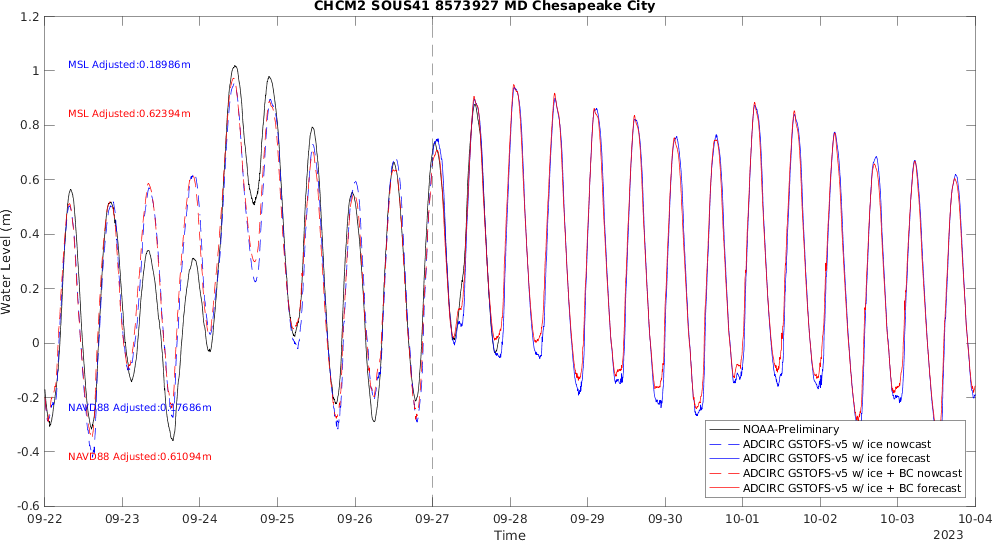 CHCM2 SOUS41 8573927 MD Chesapeake City
1.2
1
0.8
0.6
0.4
0.2
0
-0.2
-0.4
-0.6
Water Level (m)
MSL Adjusted:0.18986m
MSL Adjusted:0.62394m
NAVD88 Adjusted:0.17686m
NAVD88 Adjusted:0.61094m
NOAA-Preliminary
ADCIRC GSTOFS-v5 w/ ice nowcast
ADCIRC GSTOFS-v5 w/ ice forecast
ADCIRC GSTOFS-v5 w/ ice + BC nowcast
ADCIRC GSTOFS-v5 w/ ice + BC forecast
09-22 09-23 09-24 09-25 09-26 09-27 09-28 09-29 09-30 10-01 10-02 10-03 10-04
Time
2023